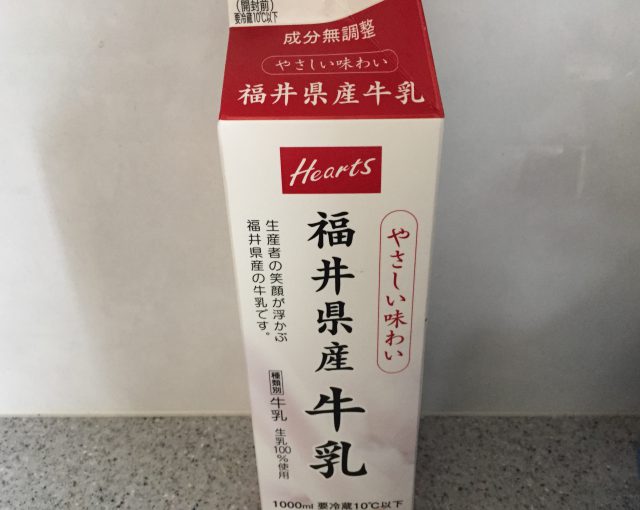 (開封前)
要冷蔵10℃以下
成分無調整
やさしい味わい
福井県産牛乳
Hearts
やさしい味わい
福井県産牛乳
生産者の笑顔が浮かぶ
福井県産の牛乳です。
種類別 牛乳 生乳100%使用
1000ml 要冷蔵10℃以下